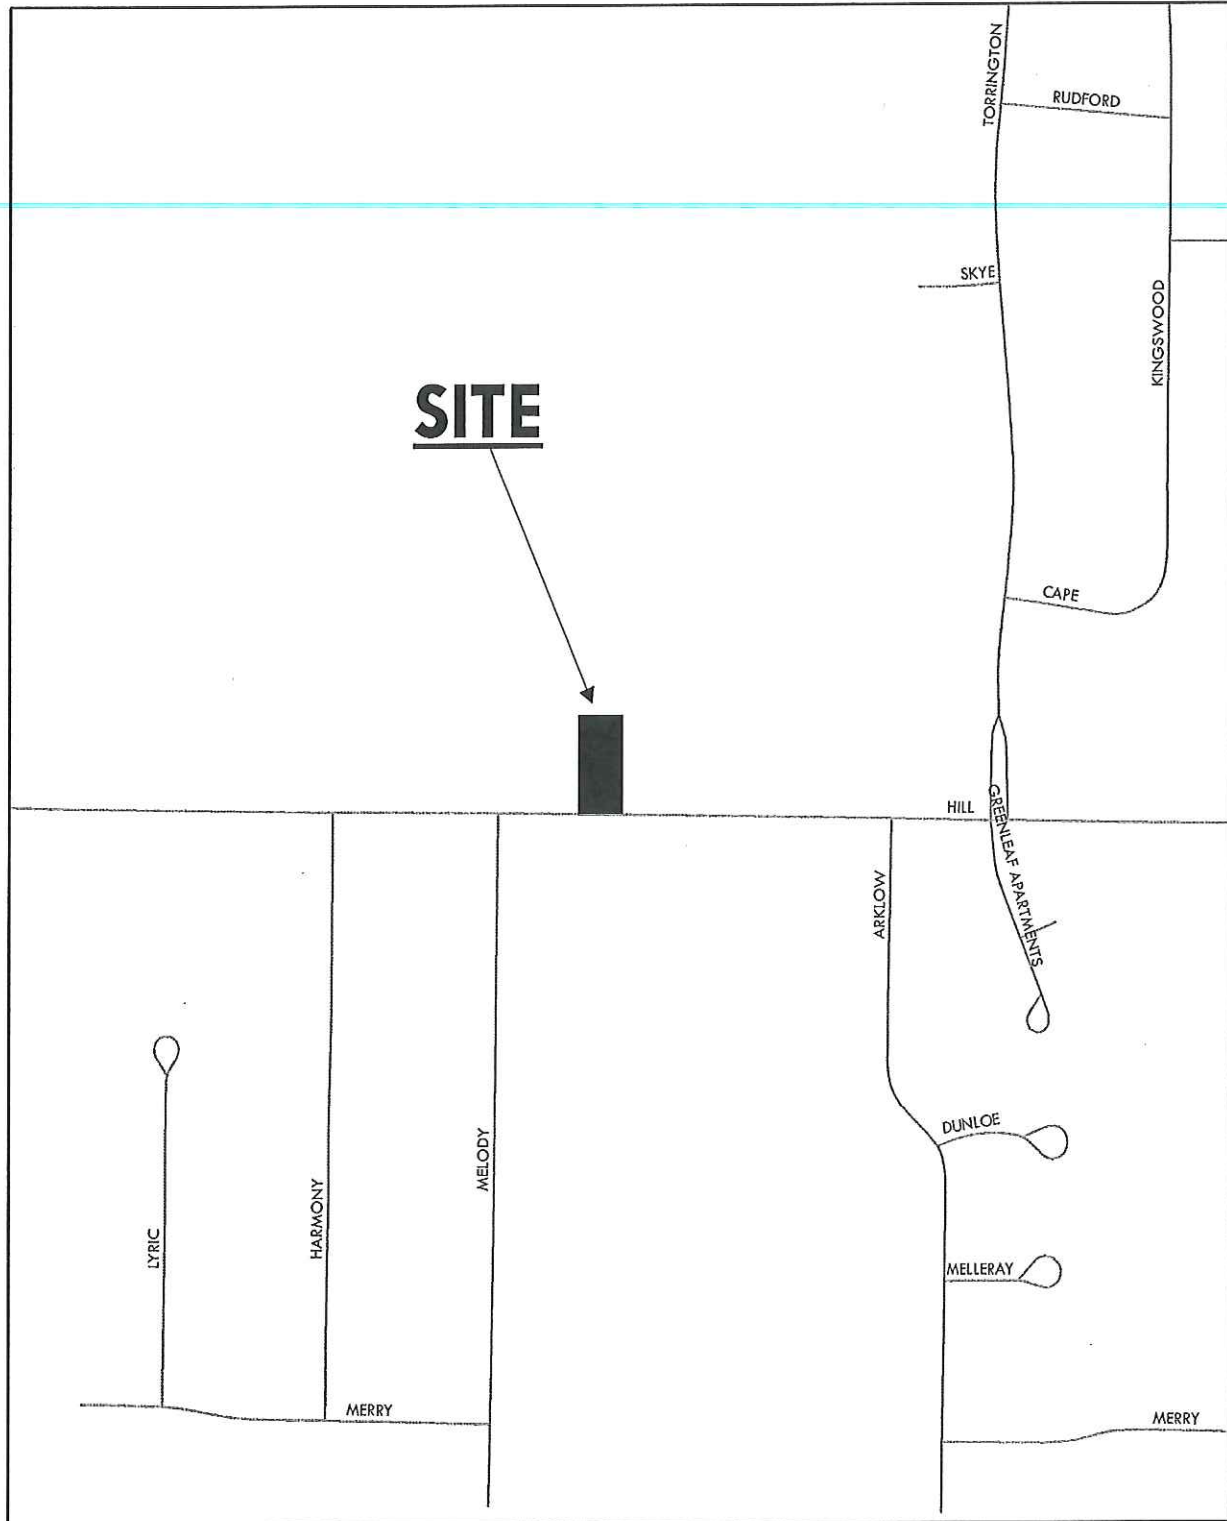 TORRINGTON
RUDFORD
SKYE
KINGSWOOD
SITE
CAPE
HILL
GREENLEAF APARTMENTS
ARKLOW
DUNLOE
MELODY
HARMONY
LYRIC
MELLERAY
MERRY
MERRY